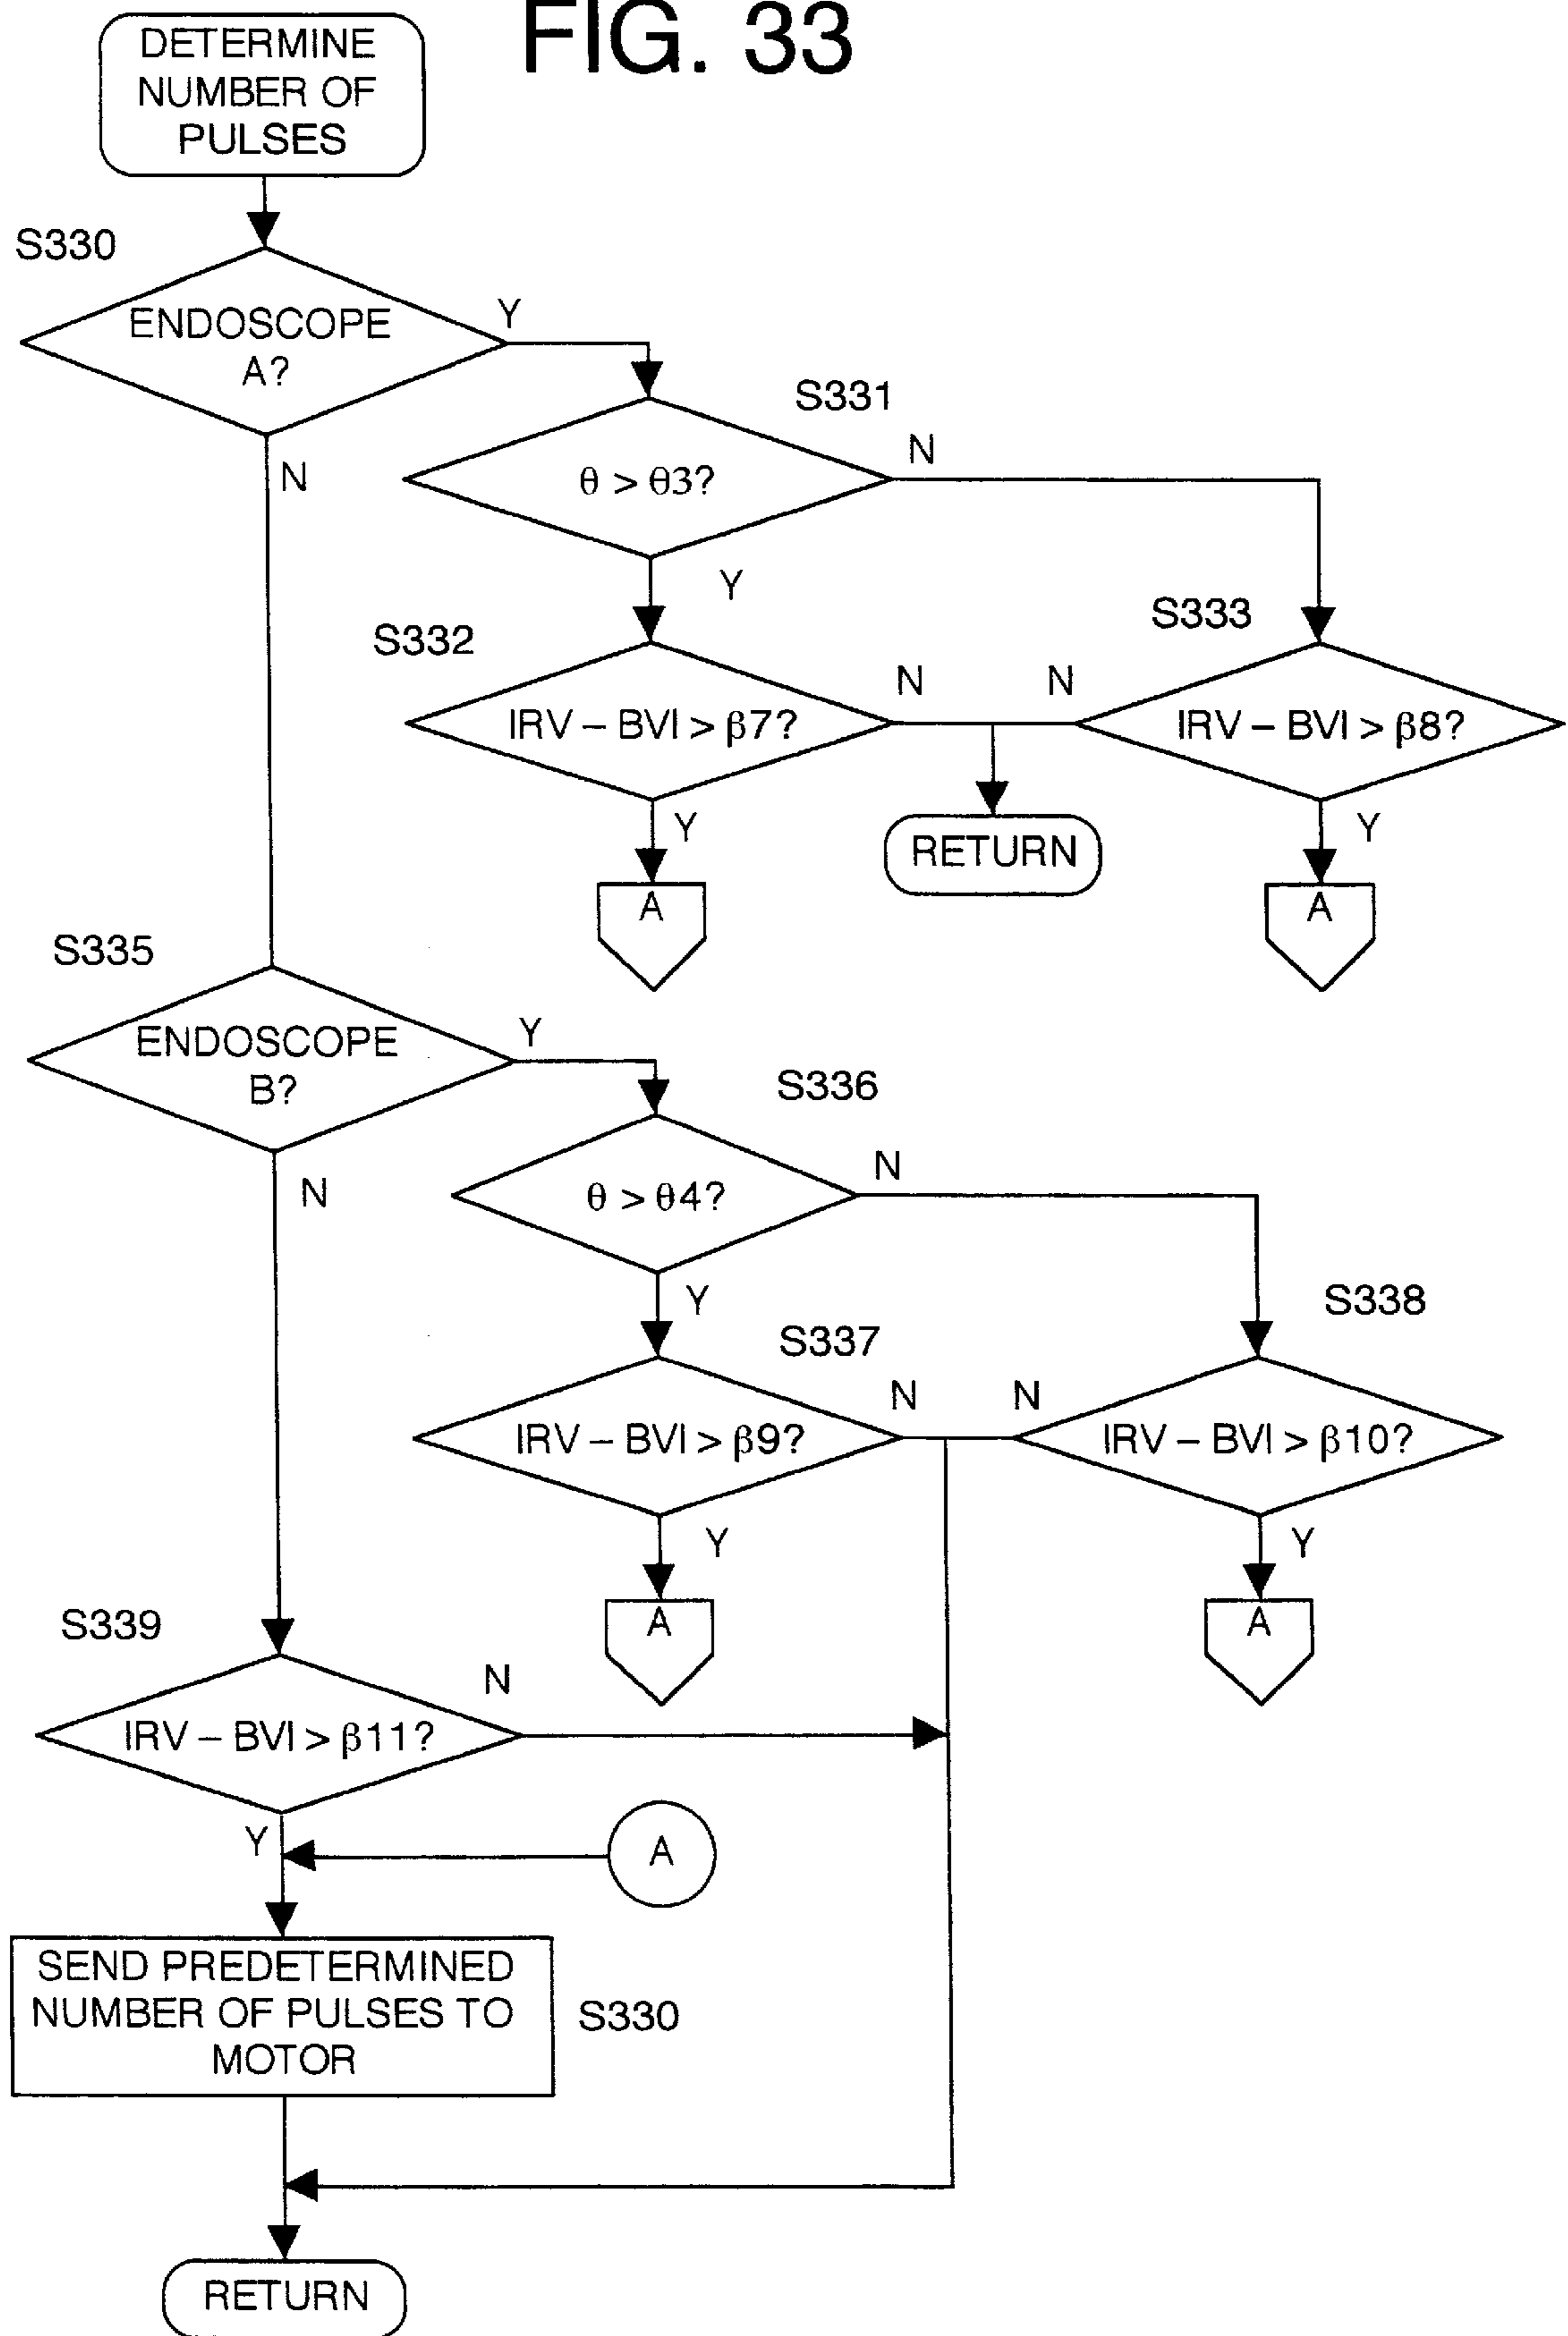 FIG. 33
DETERMINE
NUMBER OF
PULSES
S330
ENDOSCOPE
A?
Y
N
S331
θ > θ3?
N
Y
S332
IRV – BVI > β7?
N
Y
A
RETURN
S333
N
IRV – BVI > β8?
Y
A
S335
ENDOSCOPE
B?
Y
N
S336
θ > θ4?
N
Y
S337
IRV – BVI > β9?
N
Y
A
S338
N
IRV – BVI > β10?
Y
A
S339
IRV – BVI > β11?
N
Y
A
SEND PREDETERMINED
NUMBER OF PULSES TO
MOTOR
S330
RETURN